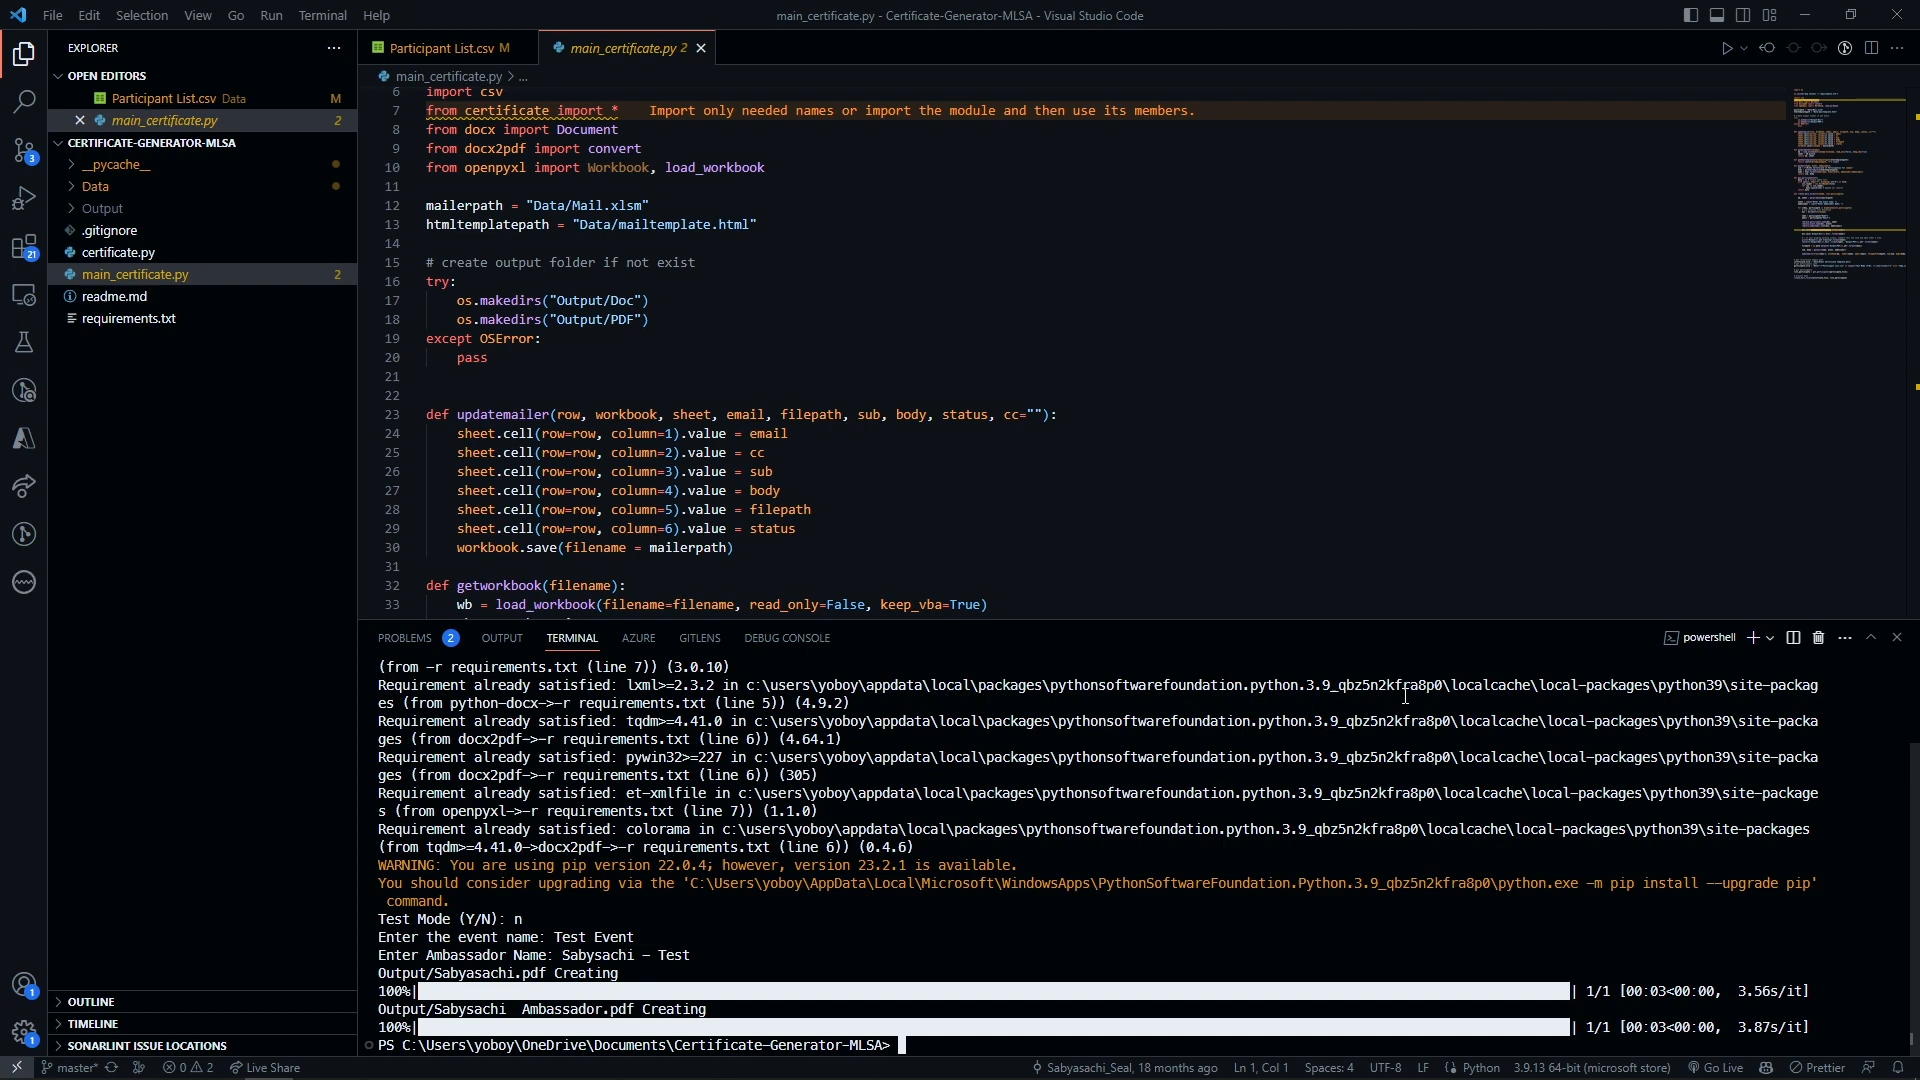 File Edit Selection View Go Run Terminal Help
main_certificate.py - Certificate-Generator-MLSA - Visual Studio Code
EXPLORER
OPEN EDITORS
Participant List.csv Data M
main_certificate.py 2
CERTIFICATE-GENERATOR-MLSA
__pycache__
Data
Output
.gitignore
certificate.py
main_certificate.py 2
readme.md
requirements.txt
OUTLINE
TIMELINE
SONARLINT ISSUE LOCATIONS
3
21
1
1
Participant List.csv M
main_certificate.py 2
main_certificate.py > ...
6 import csv
7 from certificate import * Import only needed names or import the module and then use its members.
8 from docx import Document
9 from docx2pdf import convert
10 from openpyxl import Workbook, load_workbook
11
12 mailerpath = "Data/Mail.xlsm"
13 htmltemplatepath = "Data/mailtemplate.html"
14
15 # create output folder if not exist
16 try:
17 os.makedirs("Output/Doc")
18 os.makedirs("Output/PDF")
19 except OSError:
20 pass
21
22
23 def updatemailer(row, workbook, sheet, email, filepath, sub, body, status, cc=""):
24 sheet.cell(row=row, column=1).value = email
25 sheet.cell(row=row, column=2).value = cc
26 sheet.cell(row=row, column=3).value = sub
27 sheet.cell(row=row, column=4).value = body
28 sheet.cell(row=row, column=5).value = filepath
29 sheet.cell(row=row, column=6).value = status
30 workbook.save(filename = mailerpath)
31
32 def getworkbook(filename):
33 wb = load_workbook(filename=filename, read_only=False, keep_vba=True)
PROBLEMS 2 OUTPUT TERMINAL AZURE GITLENS DEBUG CONSOLE
powershell
(from -r requirements.txt (line 7)) (3.0.10)
Requirement already satisfied: lxml>=2.3.2 in c:\users\yoboy\appdata\local\packages\pythonsoftwarefoundation.python.3.9_qbz5n2kfra8p0\localcache\local-packages\python39\site-packag
es (from python-docx->-r requirements.txt (line 5)) (4.9.2)
Requirement already satisfied: tqdm>=4.41.0 in c:\users\yoboy\appdata\local\packages\pythonsoftwarefoundation.python.3.9_qbz5n2kfra8p0\localcache\local-packages\python39\site-packa
ges (from docx2pdf->-r requirements.txt (line 6)) (4.64.1)
Requirement already satisfied: pywin32>=227 in c:\users\yoboy\appdata\local\packages\pythonsoftwarefoundation.python.3.9_qbz5n2kfra8p0\localcache\local-packages\python39\site-packa
ges (from docx2pdf->-r requirements.txt (line 6)) (305)
Requirement already satisfied: et-xmlfile in c:\users\yoboy\appdata\local\packages\pythonsoftwarefoundation.python.3.9_qbz5n2kfra8p0\localcache\local-packages\python39\site-package
s (from openpyxl->-r requirements.txt (line 7)) (1.1.0)
Requirement already satisfied: colorama in c:\users\yoboy\appdata\local\packages\pythonsoftwarefoundation.python.3.9_qbz5n2kfra8p0\localcache\local-packages\python39\site-packages
(from tqdm>=4.41.0->docx2pdf->-r requirements.txt (line 6)) (0.4.6)
WARNING: You are using pip version 22.0.4; however, version 23.2.1 is available.
You should consider upgrading via the 'C:\Users\yoboy\AppData\Local\Microsoft\WindowsApps\PythonSoftwareFoundation.Python.3.9_qbz5n2kfra8p0\python.exe -m pip install --upgrade pip'
command.
Test Mode (Y/N): n
Enter the event name: Test Event
Enter Ambassador Name: Sabysachi - Test
Output/Sabyasachi.pdf Creating
100%| | 1/1 [00:03<00:00, 3.56s/it]
Output/Sabysachi  Ambassador.pdf Creating
100%| | 1/1 [00:03<00:00, 3.87s/it]
PS C:\Users\yoboy\OneDrive\Documents\Certificate-Generator-MLSA>
master* 0 2 Live Share Sabyasachi_Seal, 18 months ago Ln 1, Col 1 Spaces: 4 UTF-8 LF Python 3.9.13 64-bit (microsoft store) Go Live Prettier